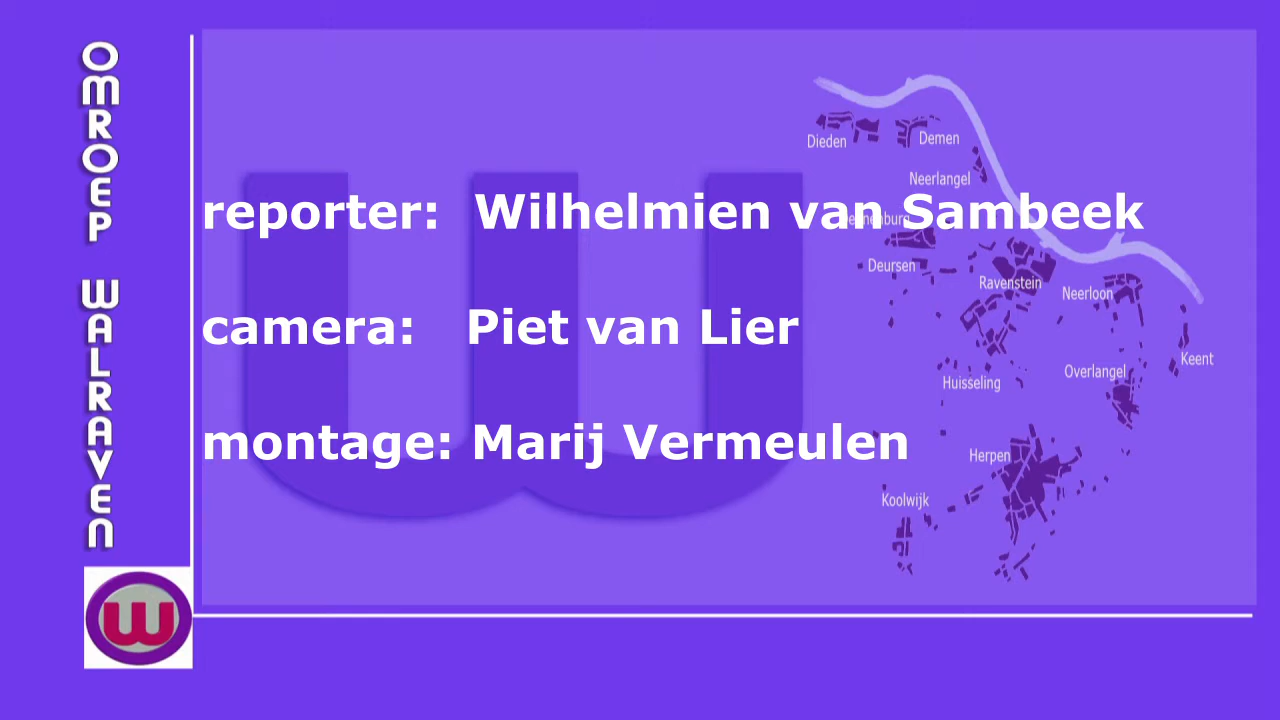 OMROEP WALRAVEN
Dieden
Demen
Neerlangel
reporter: Wilhelmien van Sambeek
Deursen
Ravenstein
Neerloon
camera: Piet van Lier
Keent
Overlangel
Huisseling
montage: Marij Vermeulen
Herpen
Koolwijk
W